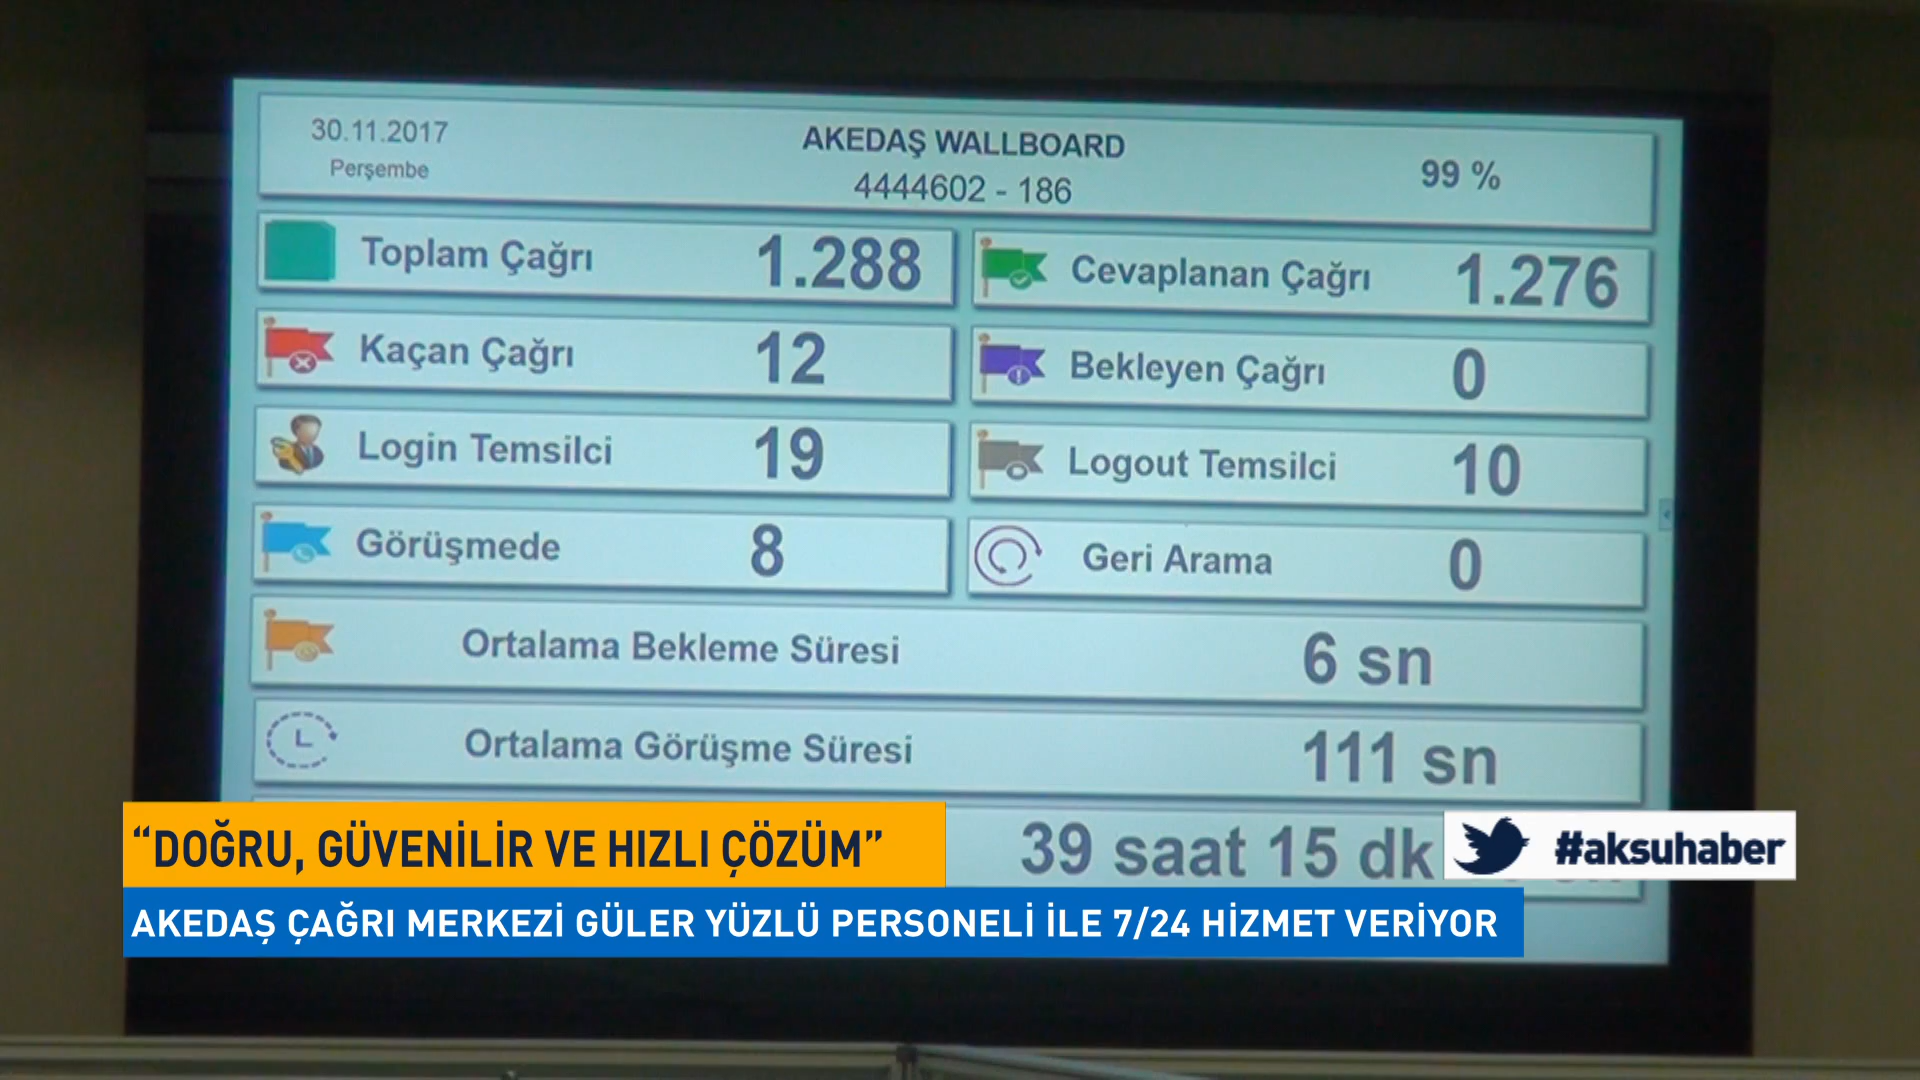 30.11.2017
Perşembe
AKEDAŞ WALLBOARD
4444602 - 186
99 %
Toplam Çağrı 1.288
Cevaplanan Çağrı 1.276
Kaçan Çağrı 12
Bekleyen Çağrı 0
Login Temsilci 19
Logout Temsilci 10
Görüşmede 8
Geri Arama 0
Ortalama Bekleme Süresi 6 sn
Ortalama Görüşme Süresi 111 sn
39 saat 15 dk
#aksuhaber
“DOĞRU, GÜVENİLİR VE HIZLI ÇÖZÜM”
AKEDAŞ ÇAĞRI MERKEZİ GÜLER YÜZLÜ PERSONELİ İLE 7/24 HİZMET VERİYOR